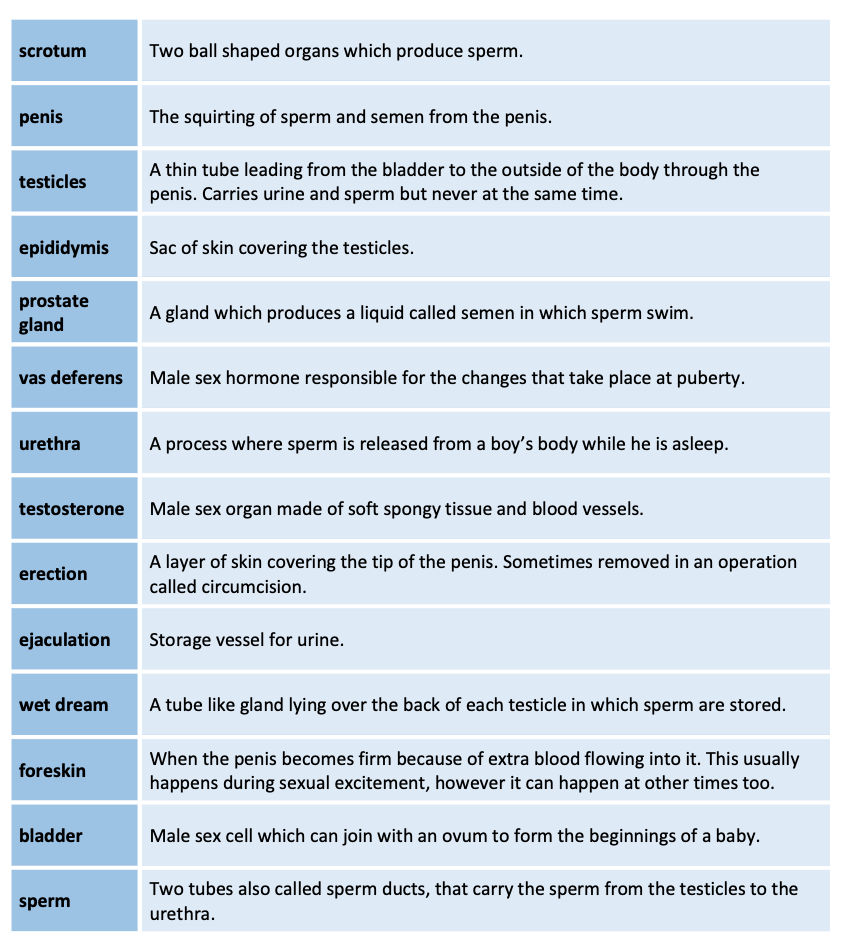 scrotum
Two ball shaped organs which produce sperm.
penis
The squirting of sperm and semen from the penis.
testicles
A thin tube leading from the bladder to the outside of the body through the
penis. Carries urine and sperm but never at the same time.
epididymis
Sac of skin covering the testicles.
prostate
gland
A gland which produces a liquid called semen in which sperm swim.
vas deferens
Male sex hormone responsible for the changes that take place at puberty.
urethra
A process where sperm is released from a boy’s body while he is asleep.
testosterone
Male sex organ made of soft spongy tissue and blood vessels.
erection
A layer of skin covering the tip of the penis. Sometimes removed in an operation
called circumcision.
ejaculation
Storage vessel for urine.
wet dream
A tube like gland lying over the back of each testicle in which sperm are stored.
foreskin
When the penis becomes firm because of extra blood flowing into it. This usually
happens during sexual excitement, however it can happen at other times too.
bladder
Male sex cell which can join with an ovum to form the beginnings of a baby.
sperm
Two tubes also called sperm ducts, that carry the sperm from the testicles to the
urethra.